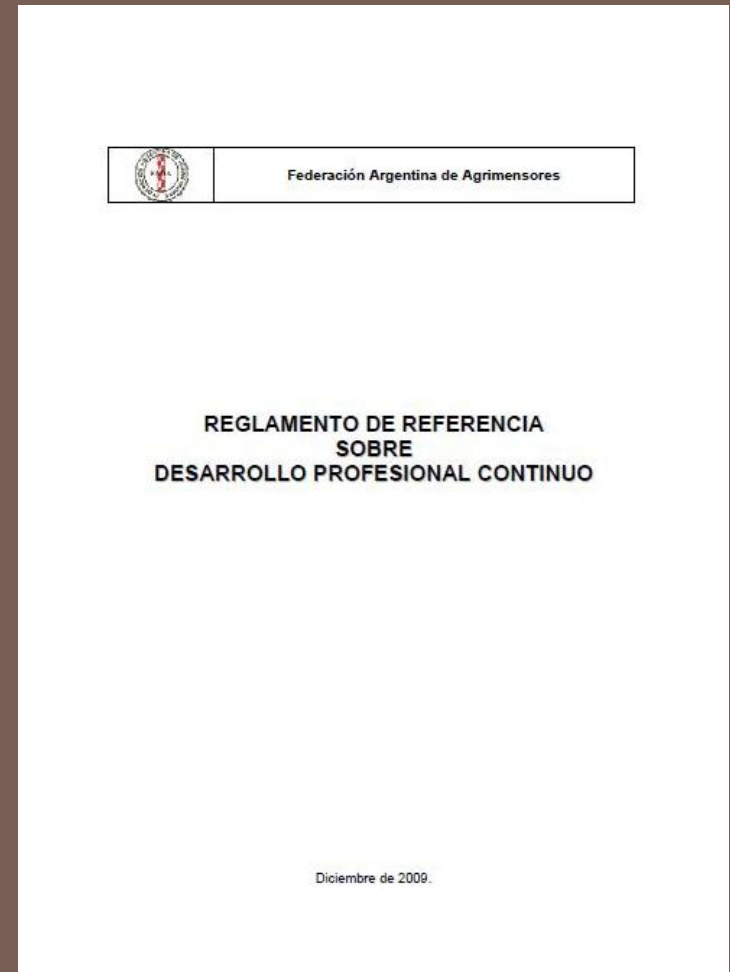 Federación Argentina de Agrimensores
REGLAMENTO DE REFERENCIA
SOBRE
DESARROLLO PROFESIONAL CONTINUO
Diciembre de 2009.